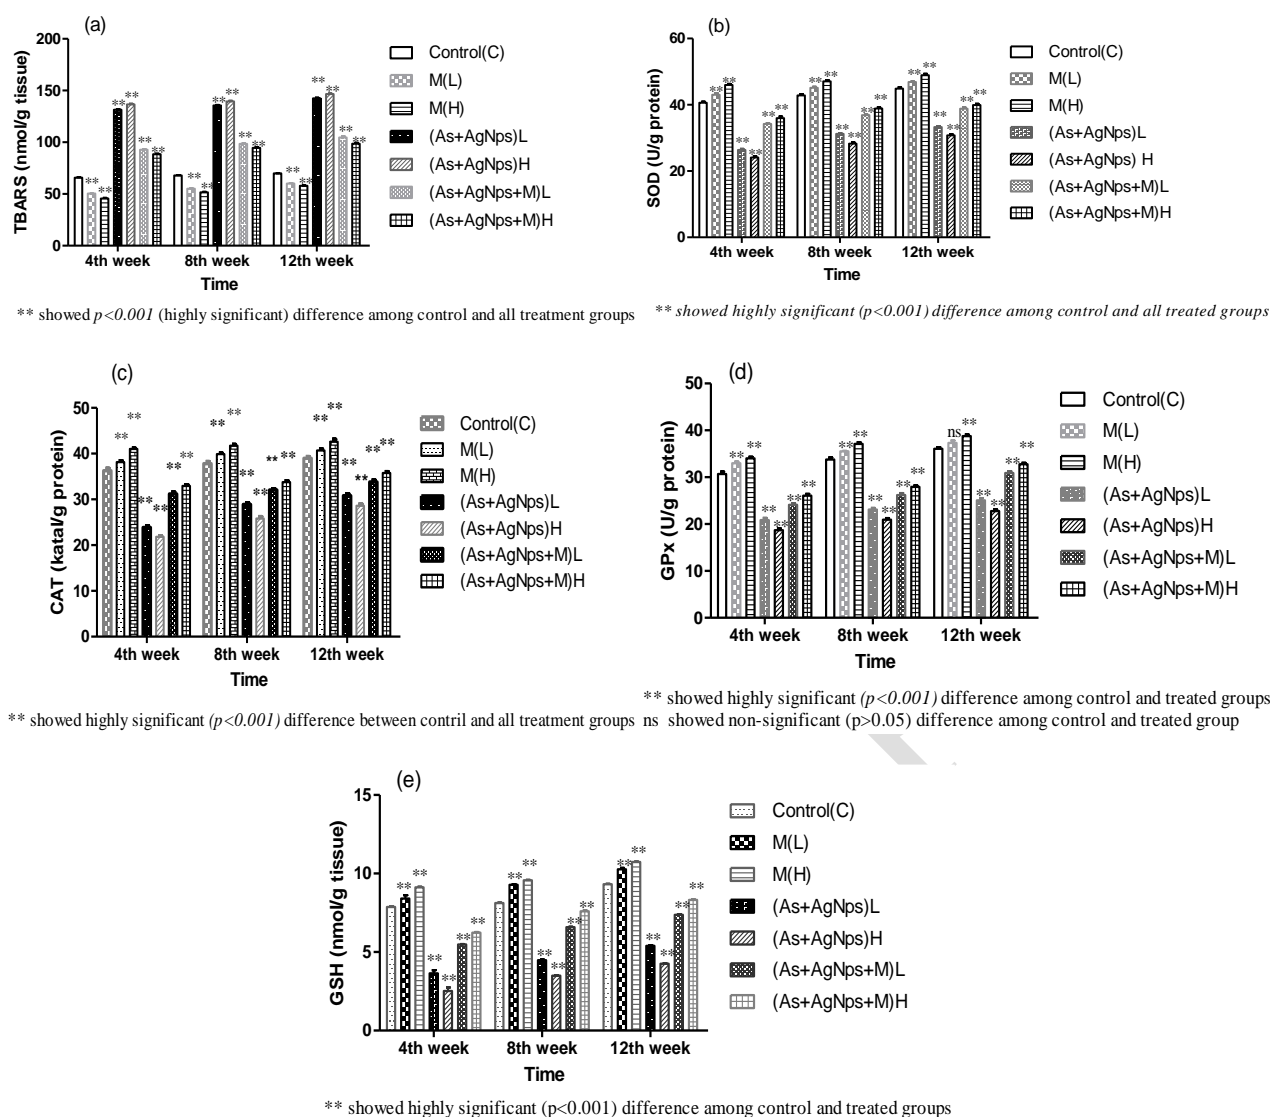 (a)
TBARS (nmol/g tissue)
200
150
100
50
0
** ** ** ** ** ** ** ** ** ** ** ** ** ** ** ** ** **
4th week 8th week 12th week
Time
Control(C)
M(L)
M(H)
(As+AgNps)L
(As+AgNps)H
(As+AgNps+M)L
(As+AgNps+M)H
** showed p<0.001 (highly significant) difference among control and all treatment groups
(b)
SOD (U/g protein)
60
40
20
0
** ** ** ** ** ** ** ** ** ** ** ** ** ** ** ** ** **
4th week 8th week 12th week
Time
Control(C)
M(L)
M(H)
(As+AgNps)L
(As+AgNps) H
(As+AgNps+M)L
(As+AgNps+M)H
** showed highly significant (p<0.001) difference among control and all treated groups
(c)
CAT (katal/g protein)
50
40
30
20
10
0
** ** ** ** ** ** ** ** ** ** ** ** ** ** ** ** ** **
4th week 8th week 12th week
Time
Control(C)
M(L)
M(H)
(As+AgNps)L
(As+AgNps)H
(As+AgNps+M)L
(As+AgNps+M)H
** showed highly significant (p<0.001) difference between contril and all treatment groups
(d)
GPx (U/g protein)
50
40
30
20
10
0
** ** ** ** ** ** ** ** ** ** ** ** ns ** ** ** ** **
4th week 8th week 12th week
Time
Control(C)
M(L)
M(H)
(As+AgNps)L
(As+AgNps)H
(As+AgNps+M)L
(As+AgNps+M)H
** showed highly significant (p<0.001) difference among control and treated groups
ns showed non-significant (p>0.05) difference among control and treated group
(e)
GSH (nmol/g tissue)
15
10
5
0
** ** ** ** ** ** ** ** ** ** ** ** ** ** ** ** ** **
4th week 8th week 12th week
Time
Control(C)
M(L)
M(H)
(As+AgNps)L
(As+AgNps)H
(As+AgNps+M)L
(As+AgNps+M)H
** showed highly significant (p<0.001) difference among control and treated groups